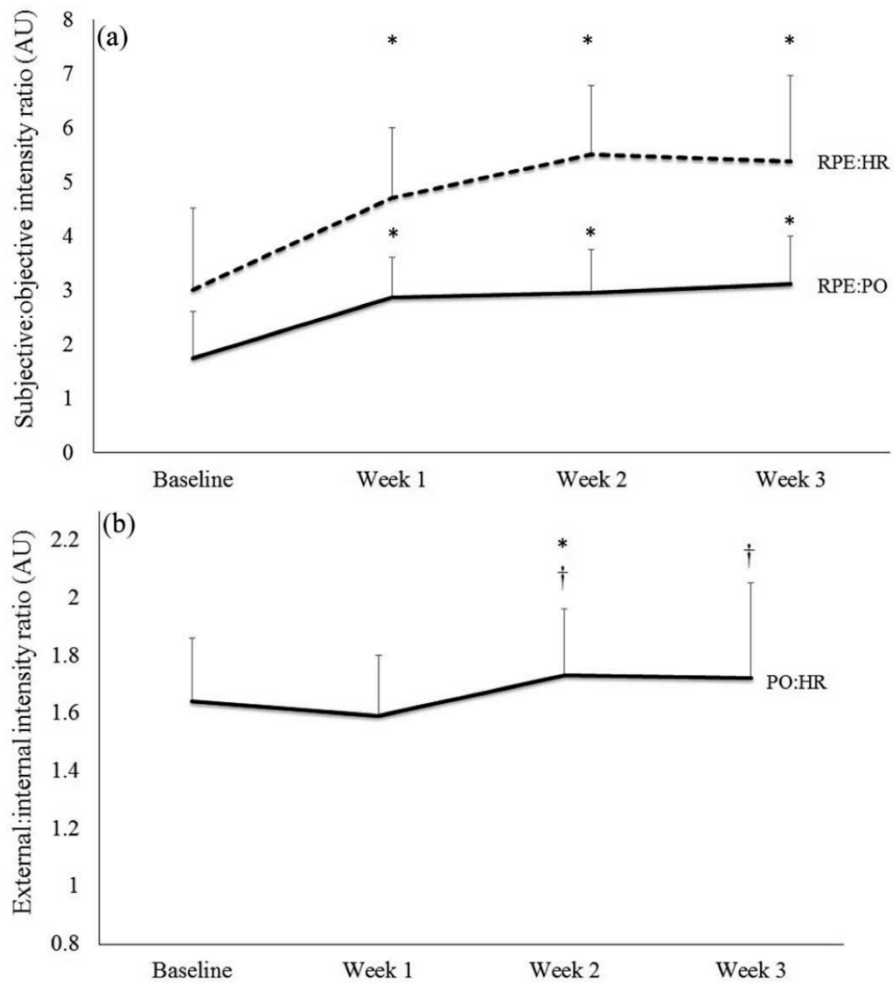 (a)
Subjective:objective intensity ratio (AU)
8
7
6
5
4
3
2
1
0
* * *
RPE:HR
* * *
RPE:PO
Baseline Week 1 Week 2 Week 3
(b)
External:internal intensity ratio (AU)
2.2
2
1.8
1.6
1.4
1.2
1
0.8
*
† †
PO:HR
Baseline Week 1 Week 2 Week 3